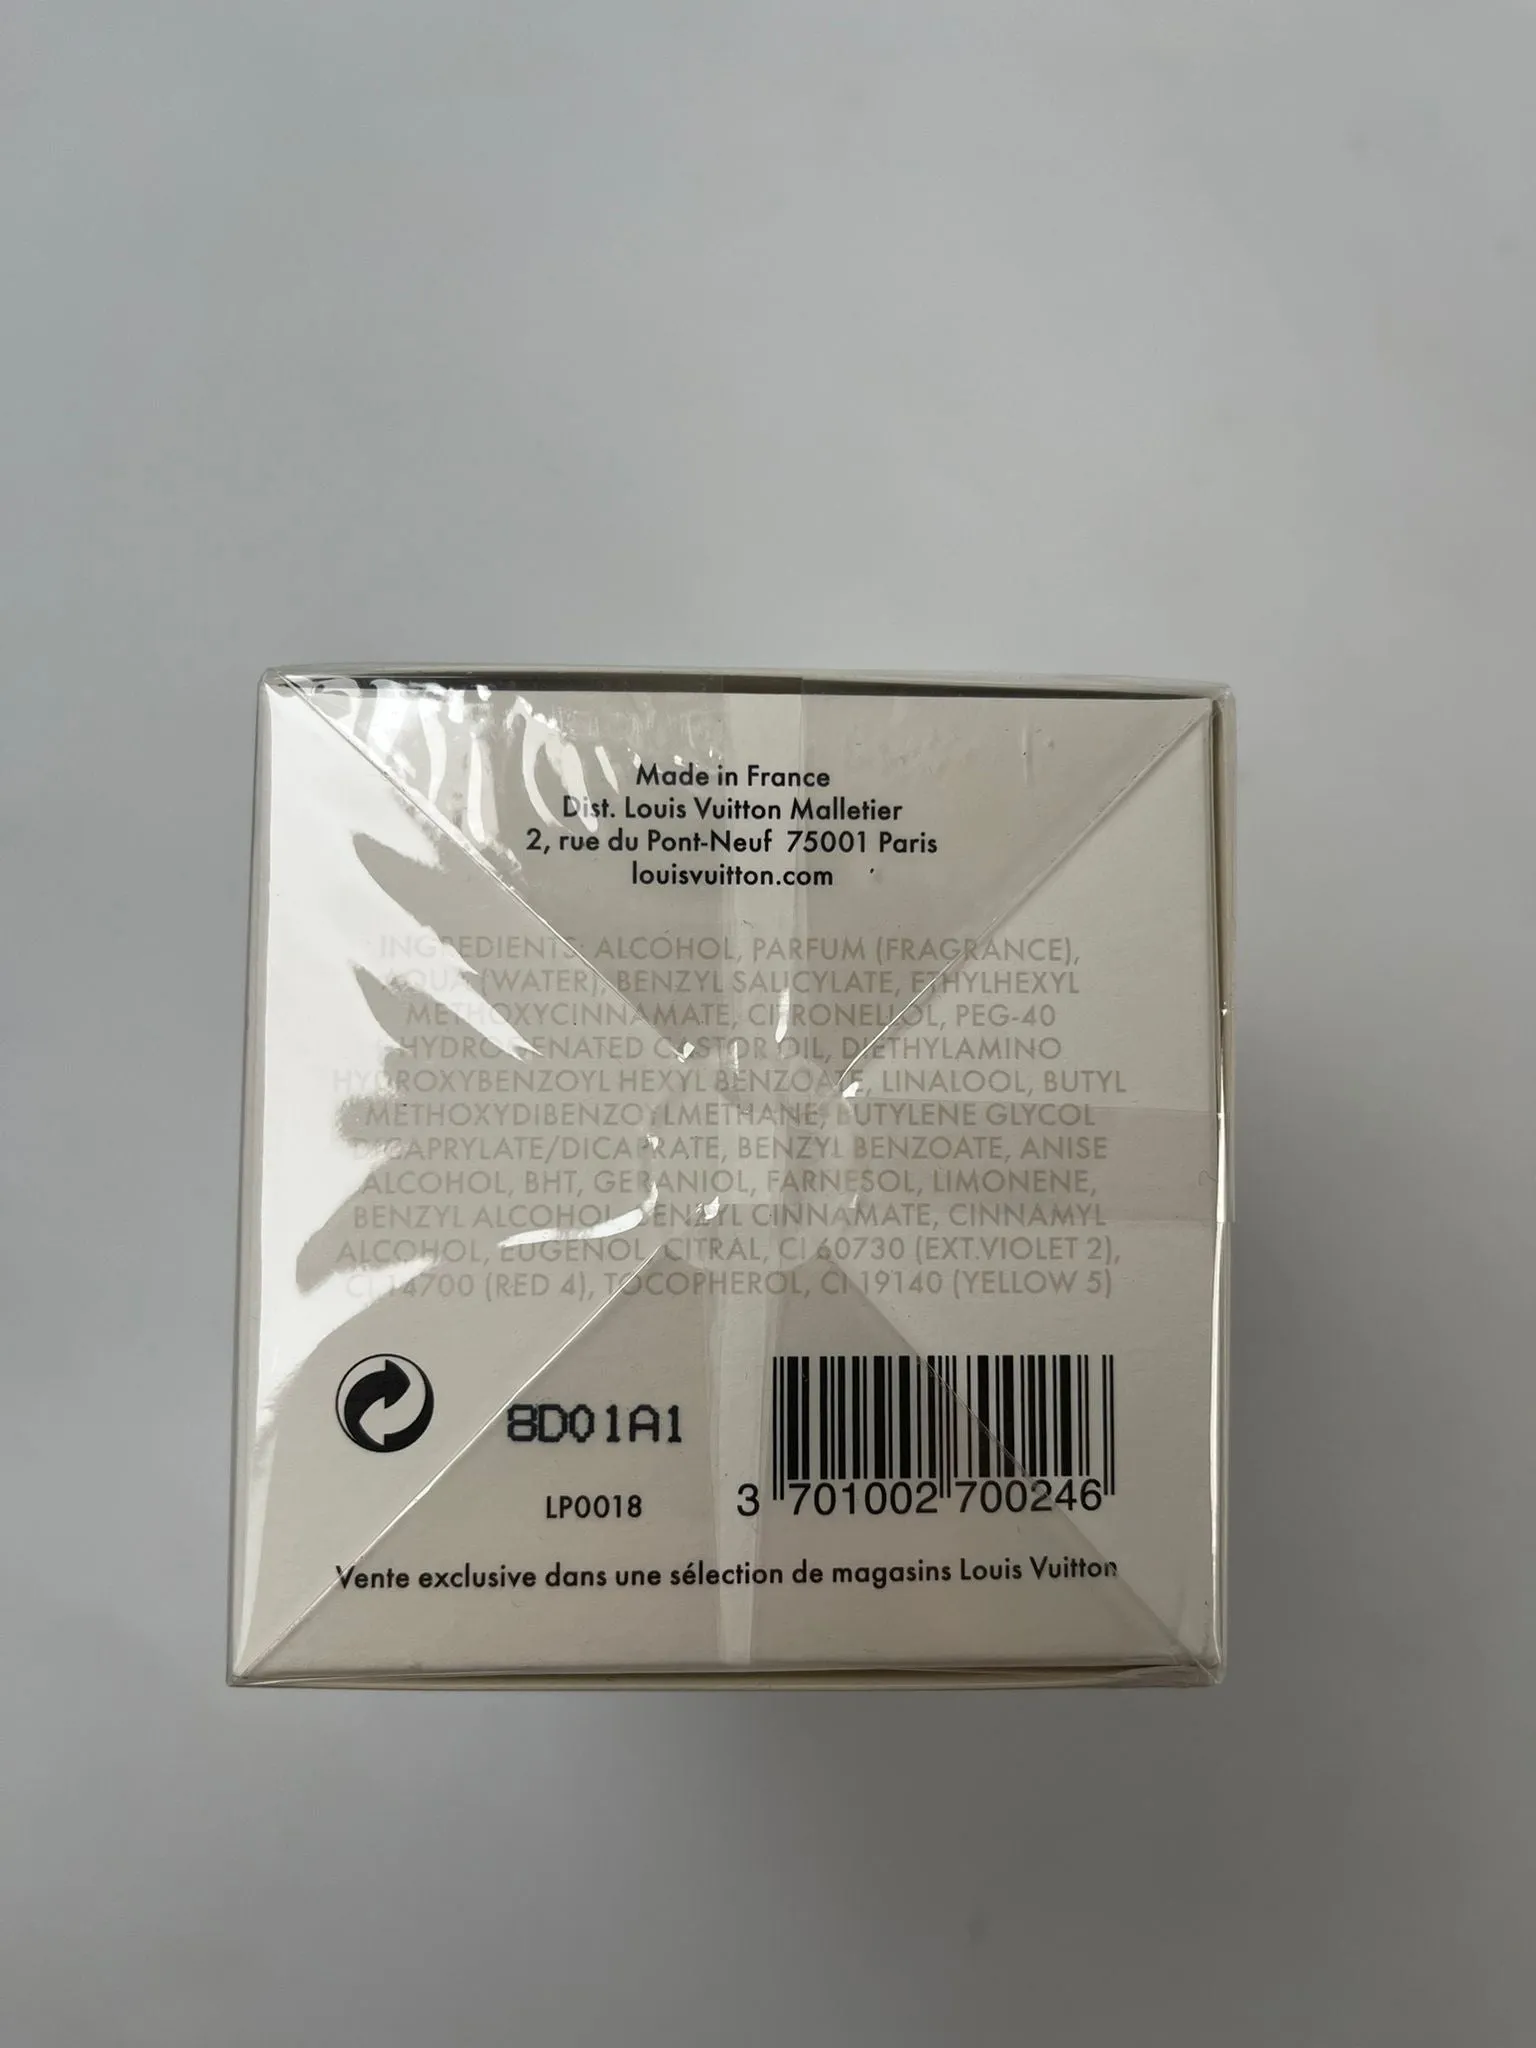 Made in France
Dist. Louis Vuitton Malletier
2, rue du Pont-Neuf 75001 Paris
louisvuitton.com
INGREDIENTS: ALCOHOL, PARFUM (FRAGRANCE),
AQUA (WATER), BENZYL SALICYLATE, ETHYLHEXYL
METHOXYCINNAMATE, CITRONELLOL, PEG-40
HYDROGENATED CASTOR OIL, DIETHYLAMINO
HYDROXYBENZOYL HEXYL BENZOATE, LINALOOL, BUTYL
METHOXYDIBENZOYLMETHANE, BUTYLENE GLYCOL
DICAPRYLATE/DICAPRATE, BENZYL BENZOATE, ANISE
ALCOHOL, BHT, GERANIOL, FARNESOL, LIMONENE,
BENZYL ALCOHOL, BENZYL CINNAMATE, CINNAMYL
ALCOHOL, EUGENOL, CITRAL, CI 60730 (EXT.VIOLET 2),
CI 14700 (RED 4), TOCOPHEROL, CI 19140 (YELLOW 5)
8D01A1
LP0018
3 701002 700246
Vente exclusive dans une sélection de magasins Louis Vuitton